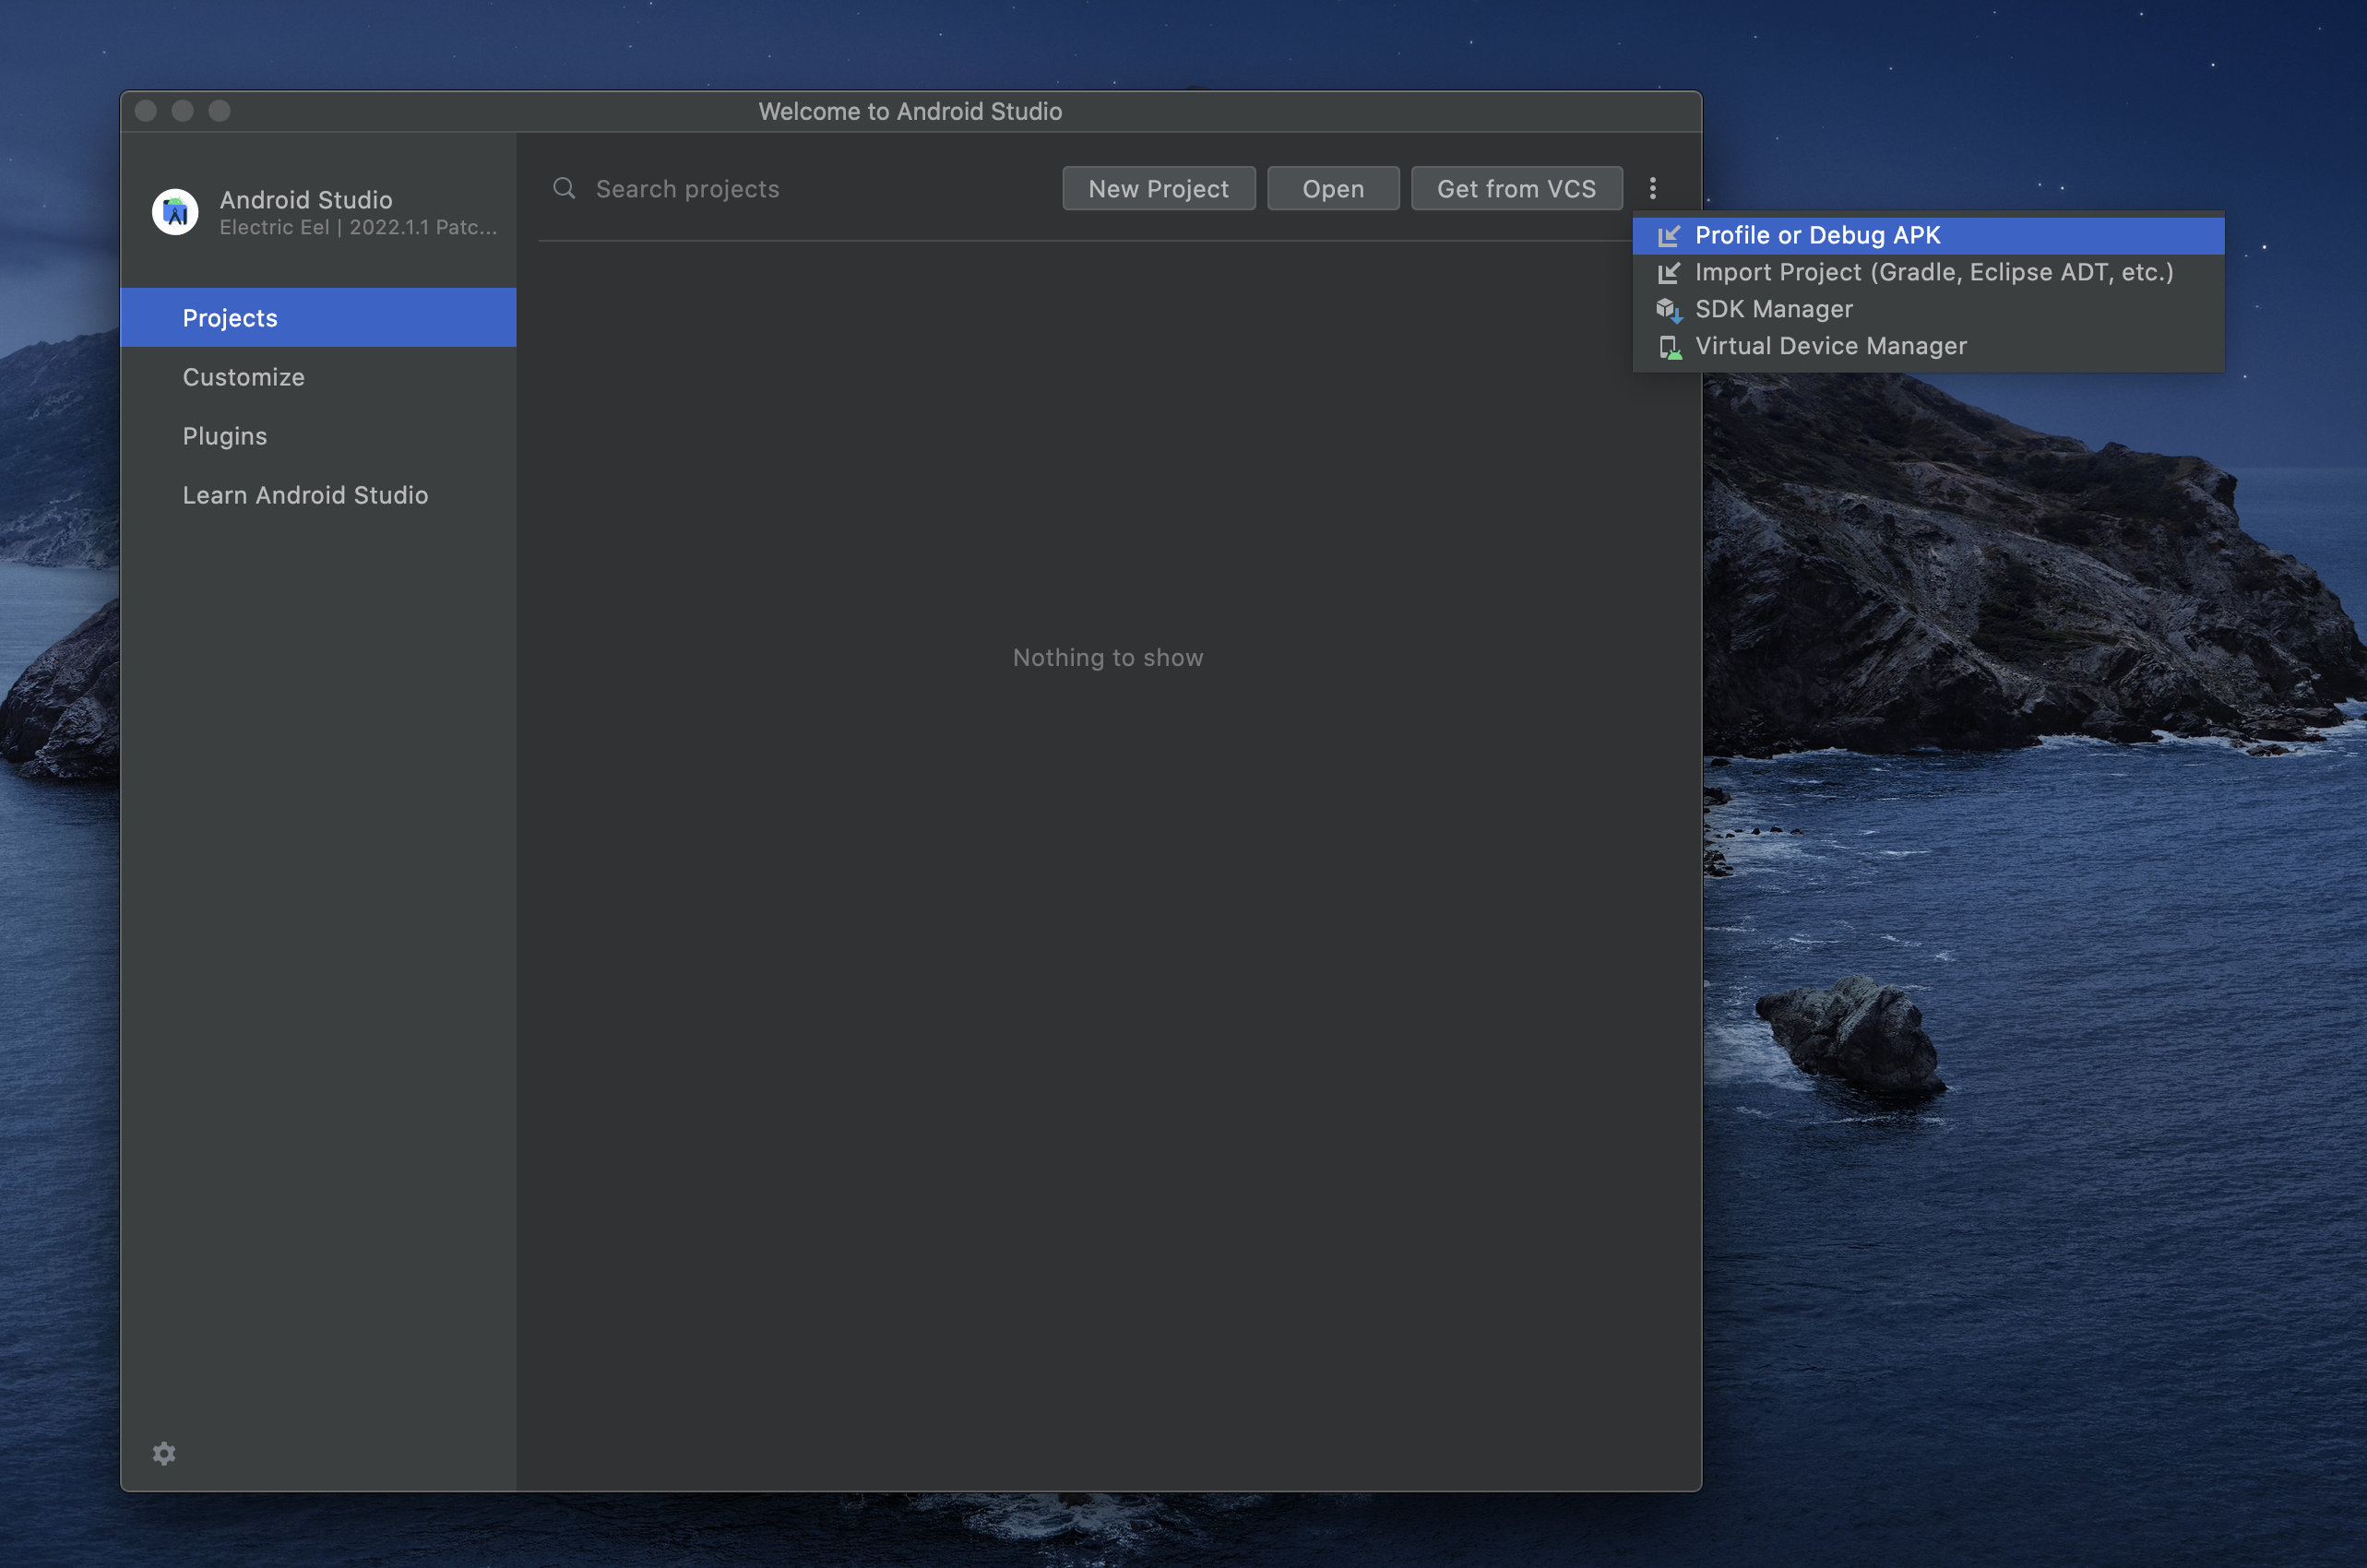 Welcome to Android Studio
Android Studio
Electric Eel | 2022.1.1 Patc...
Projects
Customize
Plugins
Learn Android Studio
Search projects
New Project
Open
Get from VCS
Profile or Debug APK
Import Project (Gradle, Eclipse ADT, etc.)
SDK Manager
Virtual Device Manager
Nothing to show